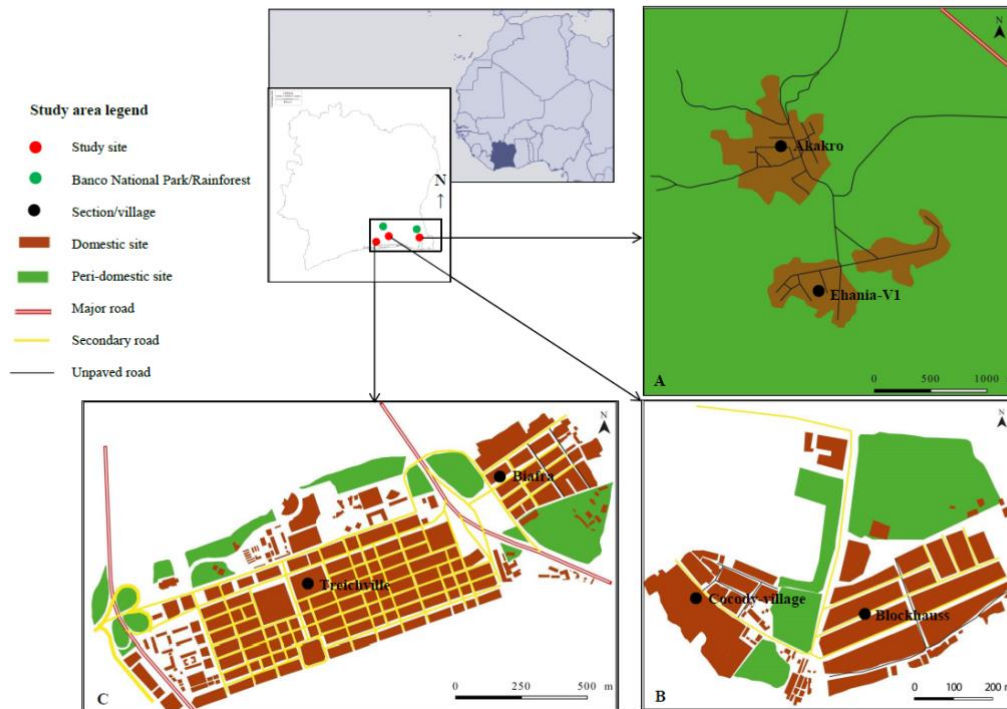 Study area legend
Study site
Banco National Park/Rainforest
Section/village
Domestic site
Peri-domestic site
Major road
Secondary road
Unpaved road
N
↑
N
Akakro
Ehania-V1
A
0 500 1000
N
Biafra
Treichville
C
0 250 500 m
N
Cocody-village
Blockhauss
B
0 100 200 m